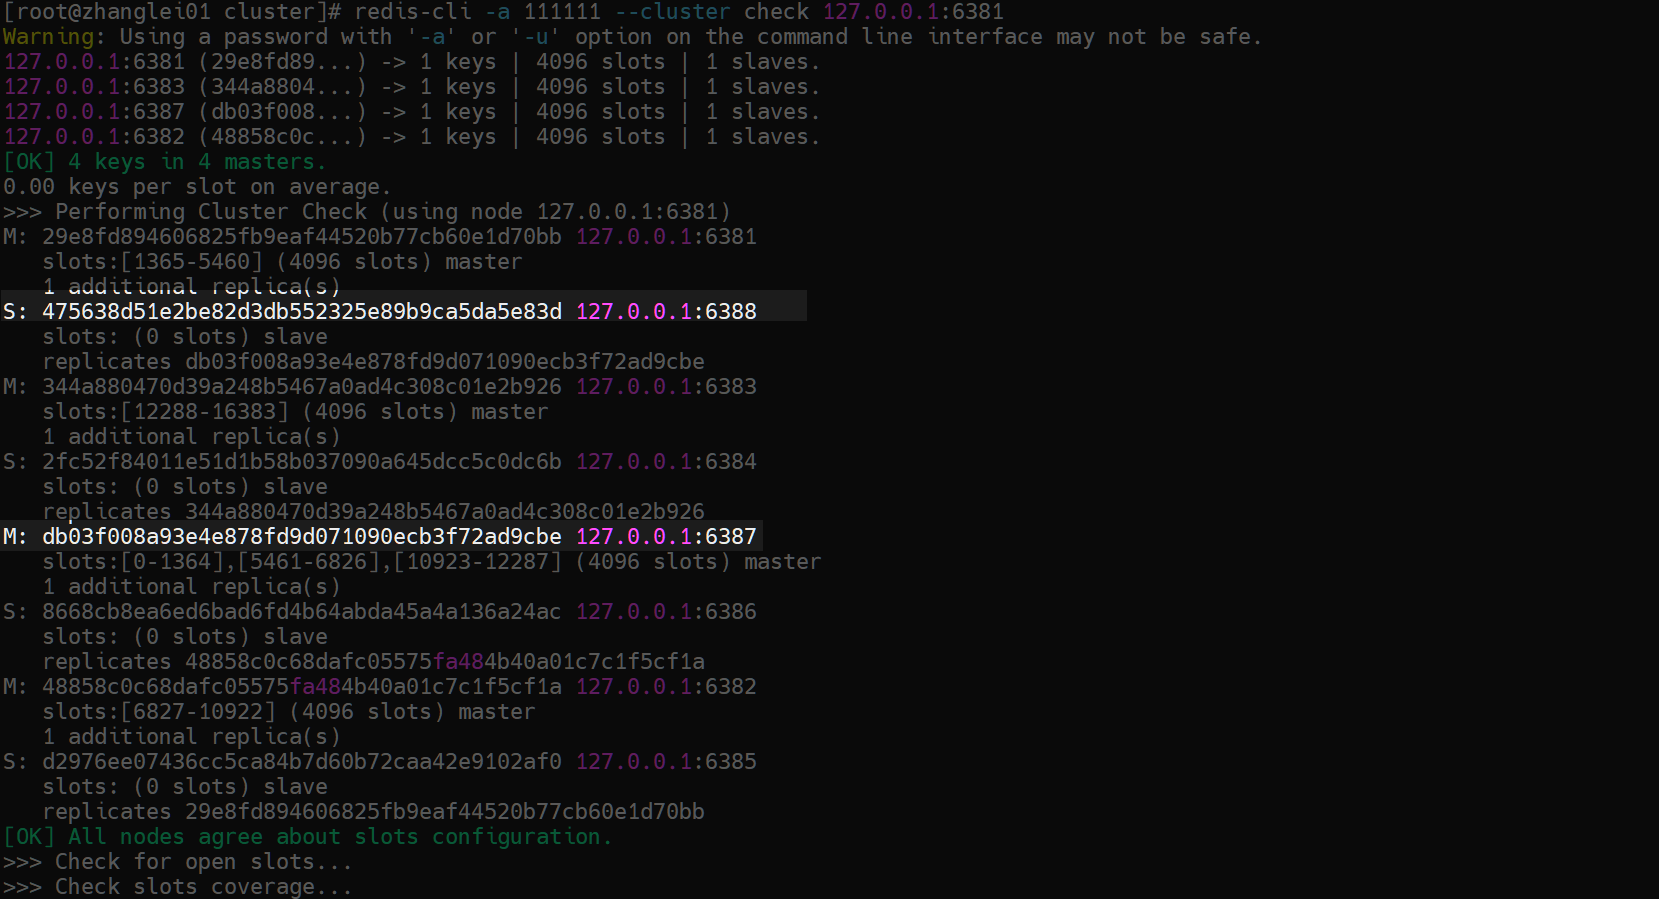 [root@zhanglei01 cluster]# redis-cli -a 111111 --cluster check 127.0.0.1:6381
Warning: Using a password with '-a' or '-u' option on the command line interface may not be safe.
127.0.0.1:6381 (29e8fd89...) -> 1 keys | 4096 slots | 1 slaves.
127.0.0.1:6383 (344a8804...) -> 1 keys | 4096 slots | 1 slaves.
127.0.0.1:6387 (db03f008...) -> 1 keys | 4096 slots | 1 slaves.
127.0.0.1:6382 (48858c0c...) -> 1 keys | 4096 slots | 1 slaves.
[OK] 4 keys in 4 masters.
0.00 keys per slot on average.
>>> Performing Cluster Check (using node 127.0.0.1:6381)
M: 29e8fd894606825fb9eaf44520b77cb60e1d70bb 127.0.0.1:6381
   slots:[1365-5460] (4096 slots) master
   1 additional replica(s)
S: 475638d51e2be82d3db552325e89b9ca5da5e83d 127.0.0.1:6388
   slots: (0 slots) slave
   replicates db03f008a93e4e878fd9d071090ecb3f72ad9cbe
M: 344a880470d39a248b5467a0ad4c308c01e2b926 127.0.0.1:6383
   slots:[12288-16383] (4096 slots) master
   1 additional replica(s)
S: 2fc52f84011e51d1b58b037090a645dcc5c0dc6b 127.0.0.1:6384
   slots: (0 slots) slave
   replicates 344a880470d39a248b5467a0ad4c308c01e2b926
M: db03f008a93e4e878fd9d071090ecb3f72ad9cbe 127.0.0.1:6387
   slots:[0-1364],[5461-6826],[10923-12287] (4096 slots) master
   1 additional replica(s)
S: 8668cb8ea6ed6bad6fd4b64abda45a4a136a24ac 127.0.0.1:6386
   slots: (0 slots) slave
   replicates 48858c0c68dafc05575fa484b40a01c7c1f5cf1a
M: 48858c0c68dafc05575fa484b40a01c7c1f5cf1a 127.0.0.1:6382
   slots:[6827-10922] (4096 slots) master
   1 additional replica(s)
S: d2976ee07436cc5ca84b7d60b72caa42e9102af0 127.0.0.1:6385
   slots: (0 slots) slave
   replicates 29e8fd894606825fb9eaf44520b77cb60e1d70bb
[OK] All nodes agree about slots configuration.
>>> Check for open slots...
>>> Check slots coverage...